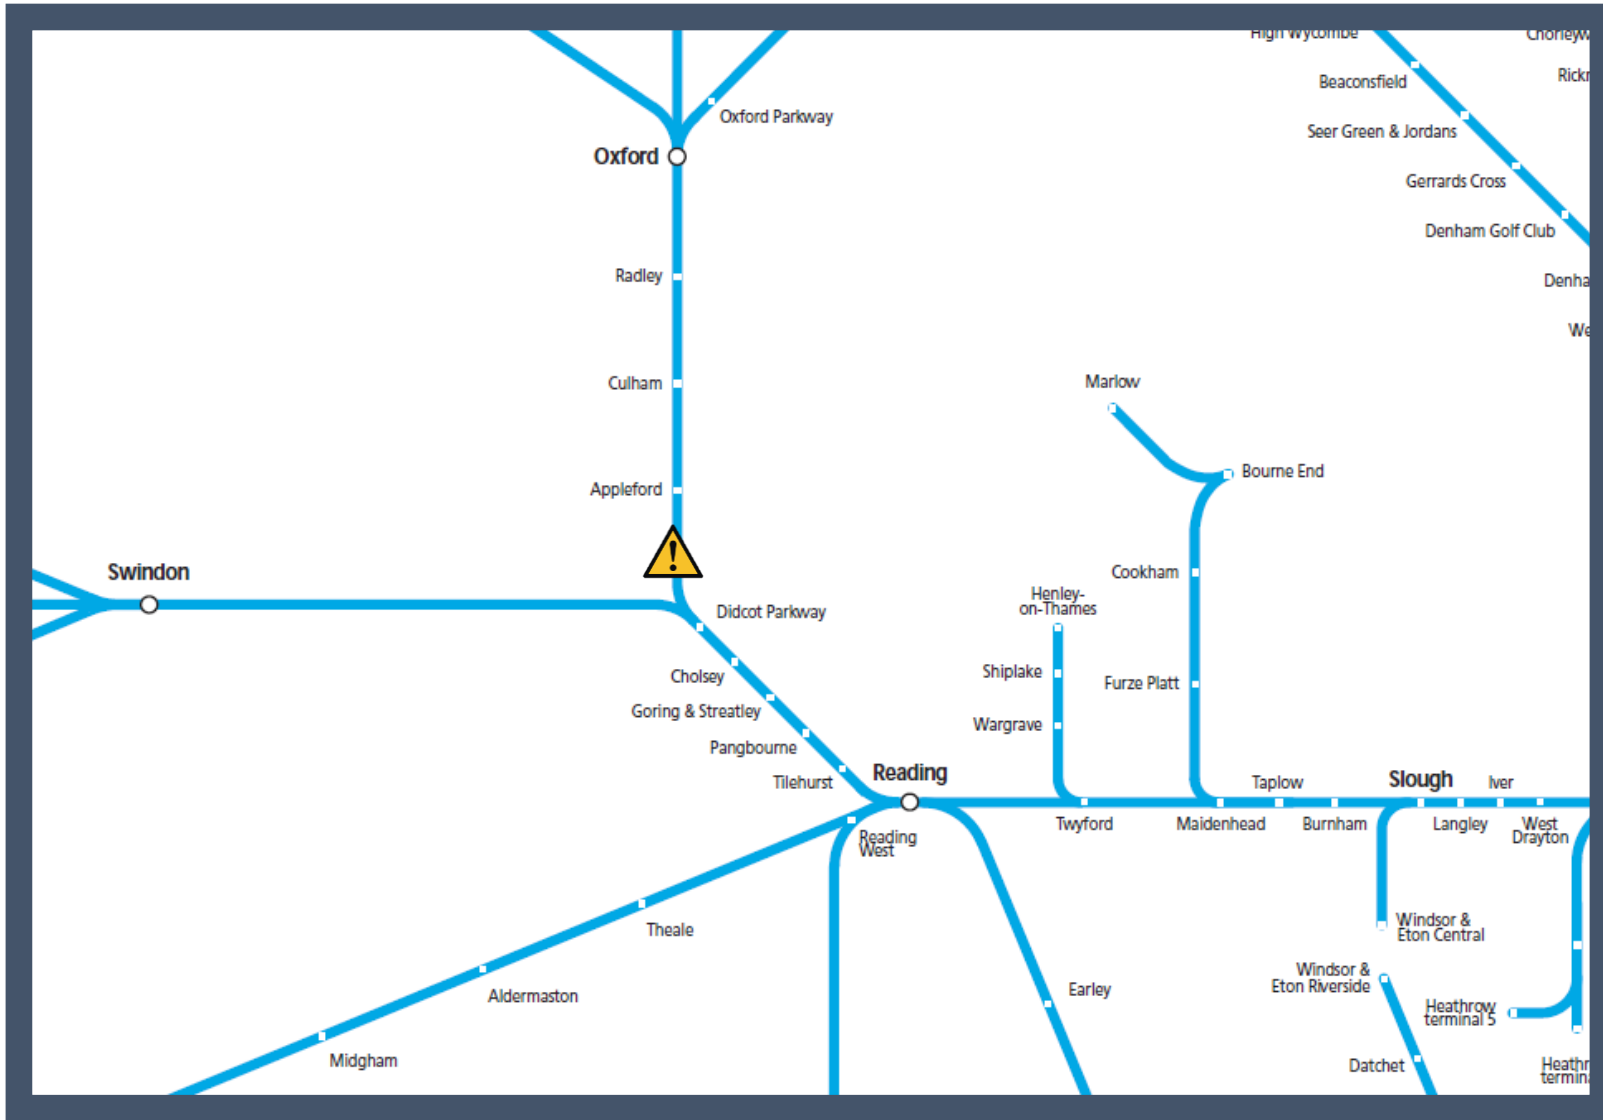 High Wycombe
Beaconsfield
Seer Green & Jordans
Gerrards Cross
Denham Golf Club
Oxford Parkway
Oxford
Radley
Culham
Appleford
Marlow
Bourne End
Cookham
Furze Platt
Henley-
on-Thames
Shiplake
Wargrave
Swindon
!
Didcot Parkway
Cholsey
Goring & Streatley
Pangbourne
Tilehurst
Reading
Slough
Taplow
Iver
Twyford
Maidenhead
Burnham
Langley
West
Drayton
Reading
West
Theale
Aldermaston
Midgham
Earley
Windsor &
Eton Central
Windsor &
Eton Riverside
Heathrow
terminal 5
Datchet